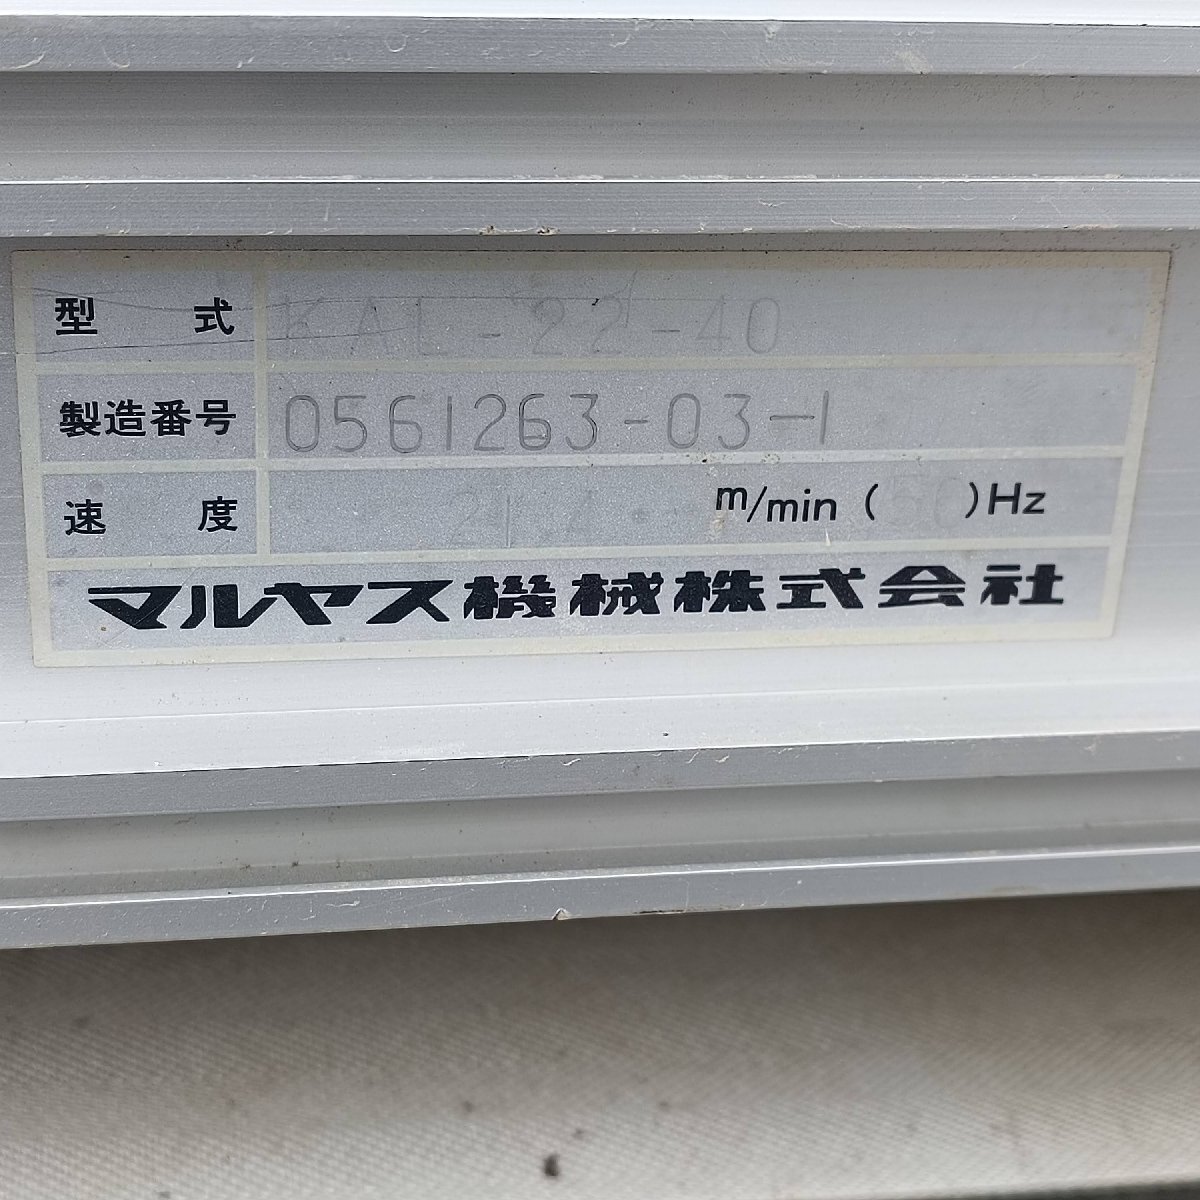 型式 KAL-22-40
製造番号 0561263-03-1
速度 m/min ( )Hz
マルヤス機械株式会社